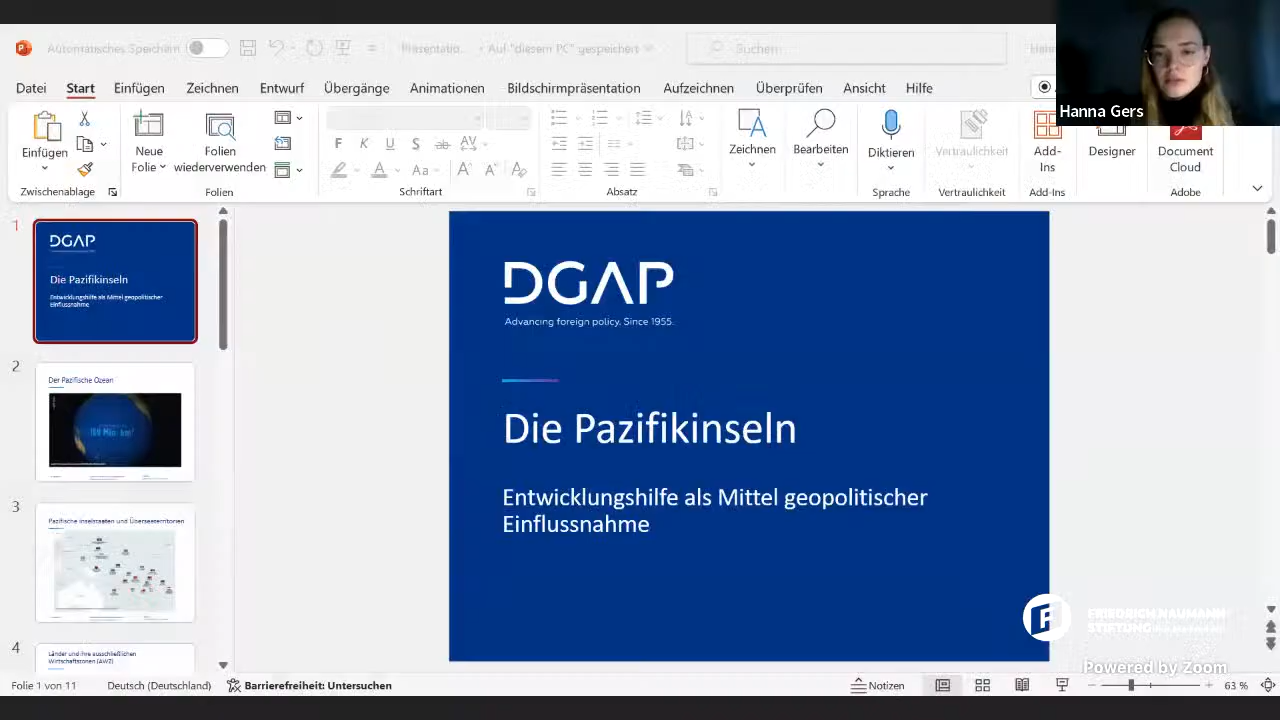 Automatisches Speichern
Präsentatio... • Auf "diesem PC" gespeichert
Suchen
Hanna Gers
Datei Start Einfügen Zeichnen Entwurf Übergänge Animationen Bildschirmpräsentation Aufzeichnen Überprüfen Ansicht Hilfe
Einfügen
Neue
Folie
Folien
wiederverwenden
F K U S ab AV
A Aa A A A
Zeichnen
Bearbeiten
Diktieren
Vertraulichkeit
Add-
Ins
Designer
Document
Cloud
Zwischenablage Folien Schriftart Absatz Sprache Vertraulichkeit Add-Ins Adobe
1
DGAP
Die Pazifikinseln
Entwicklungshilfe als Mittel geopolitischer
Einflussnahme
2
Der Pazifische Ozean
3
Pazifische Inselstaaten und Überseeterritorien
4
Länder und ihre ausschließlichen
Wirtschaftszonen (AWZ)
DGAP
Advancing foreign policy. Since 1955.
Die Pazifikinseln
Entwicklungshilfe als Mittel geopolitischer
Einflussnahme
FRIEDRICH NAUMANN
STIFTUNG
Powered by Zoom
Folie 1 von 11 Deutsch (Deutschland) Barrierefreiheit: Untersuchen Notizen 63 %